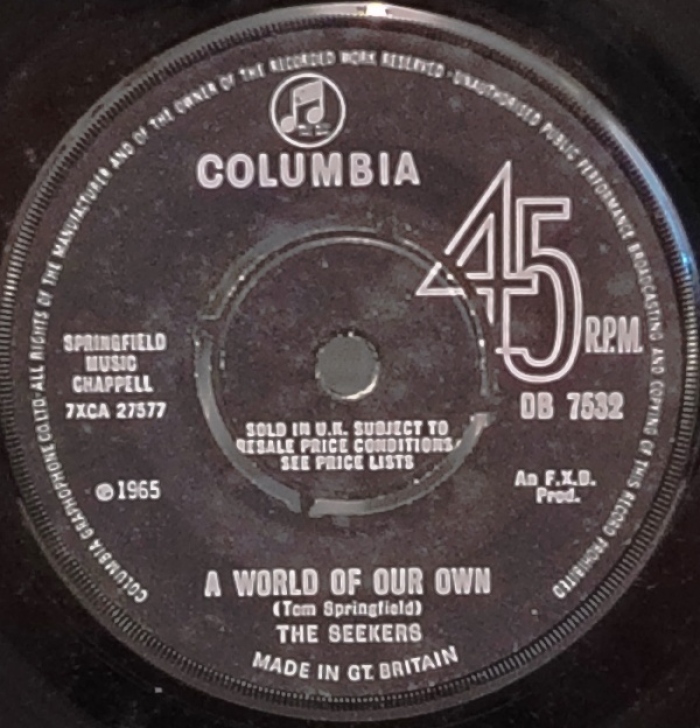 COLUMBIA GRAPHOPHONE CO. LTD·ALL RIGHTS OF THE MANUFACTURER AND OF THE OWNER OF THE RECORDED WORK RESERVED·UNAUTHORISED PUBLIC PERFORMANCE BROADCASTING AND COPYING OF THIS RECORD PROHIBITED
COLUMBIA
45
R.P.M.
SPRINGFIELD
MUSIC
CHAPPELL
7XCA 27577
DB 7532
SOLD IN U.K. SUBJECT TO
RESALE PRICE CONDITIONS,
SEE PRICE LISTS
℗1965
An F.X.B.
Prod.
A WORLD OF OUR OWN
(Tom Springfield)
THE SEEKERS
MADE IN GT. BRITAIN